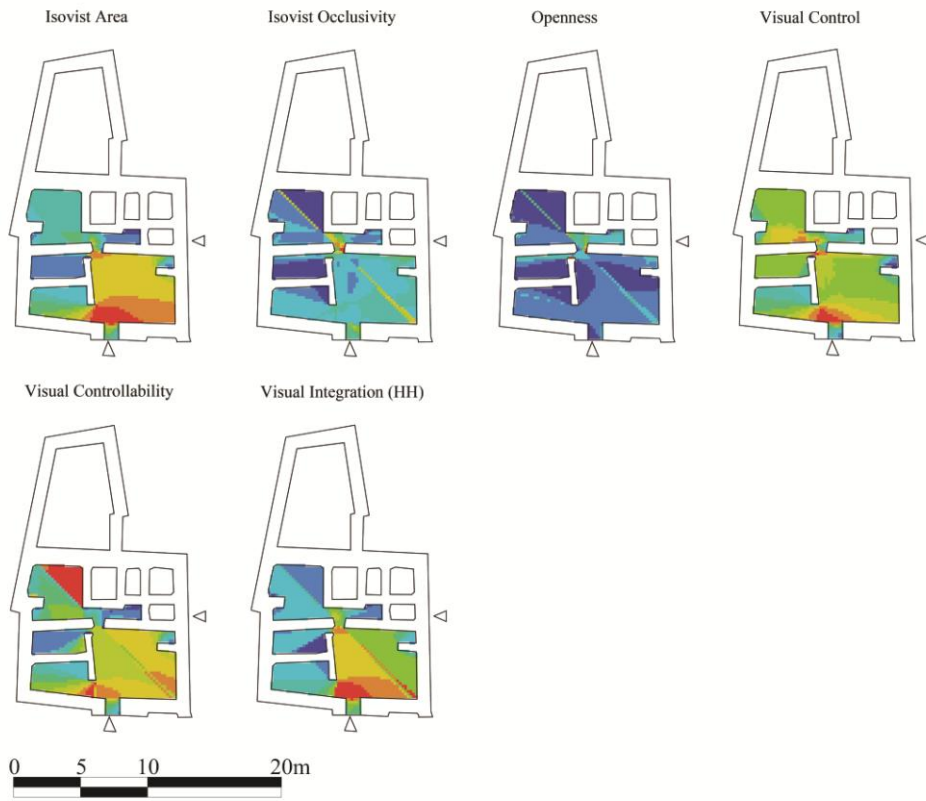 Isovist Area
Isovist Occlusivity
Openness
Visual Control
Visual Controllability
Visual Integration (HH)
0 5 10 20m